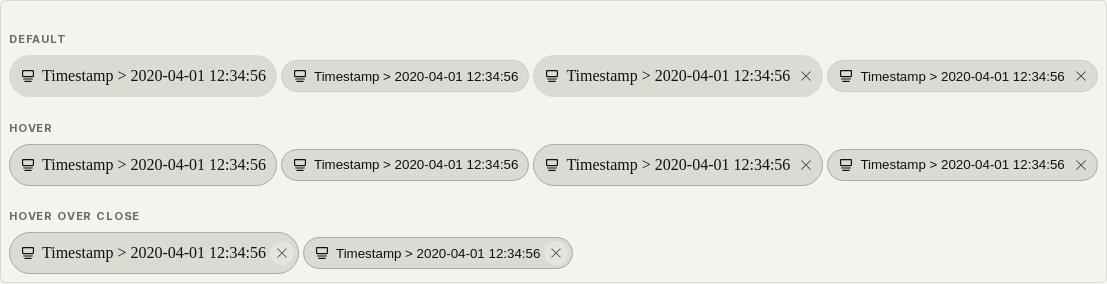 DEFAULT
Timestamp > 2020-04-01 12:34:56 Timestamp > 2020-04-01 12:34:56 Timestamp > 2020-04-01 12:34:56 Timestamp > 2020-04-01 12:34:56
HOVER
Timestamp > 2020-04-01 12:34:56 Timestamp > 2020-04-01 12:34:56 Timestamp > 2020-04-01 12:34:56 Timestamp > 2020-04-01 12:34:56
HOVER OVER CLOSE
Timestamp > 2020-04-01 12:34:56 Timestamp > 2020-04-01 12:34:56